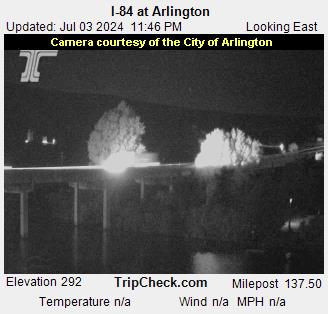 I-84 at Arlington
Updated: Jul 03 2024 11:46 PM Looking East
Camera courtesy of the City of Arlington
Elevation 292 TripCheck.com Milepost 137.50
Temperature n/a Wind n/a MPH n/a